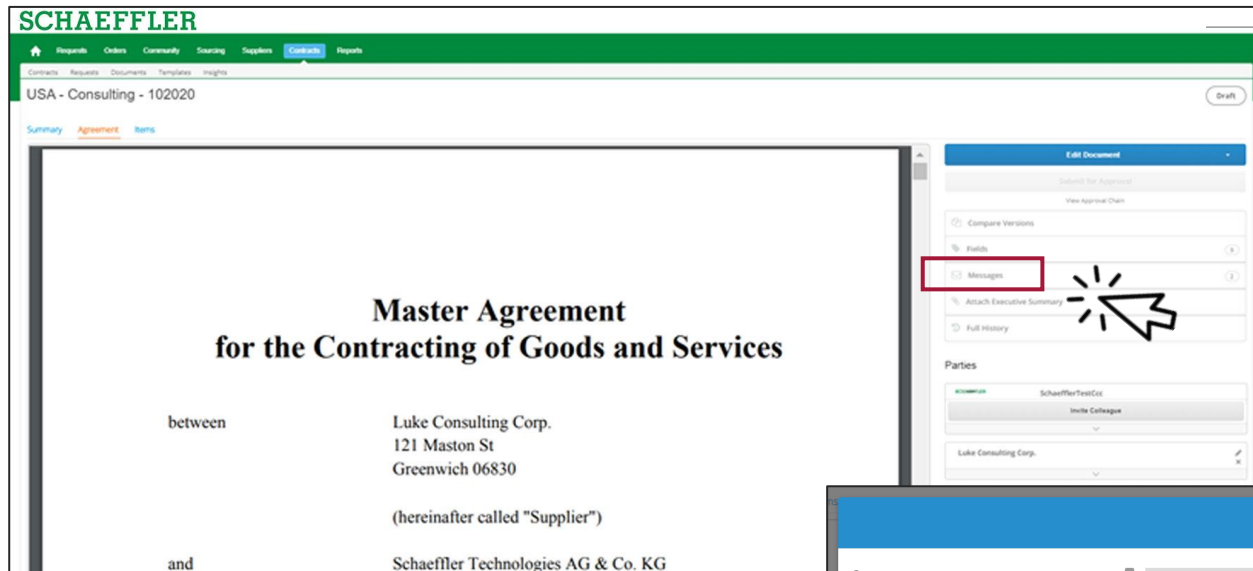 SCHAEFFLER
Requests Orders Community Sourcing Suppliers Contracts Reports
Contracts Requests Documents Templates Insights
USA - Consulting - 102020
Draft
Summary Agreement Items
Edit Document
Submit for Approval
View Approval Chain
Compare Versions
Fields
Messages 2
Attach Executive Summary
Full History
Master Agreement
for the Contracting of Goods and Services
Parties
SCHAEFFLER SchaefflerTestCcc
Invite Colleague
between Luke Consulting Corp.
121 Maston St
Greenwich 06830
Luke Consulting Corp.
(hereinafter called "Supplier")
and Schaeffler Technologies AG & Co. KG